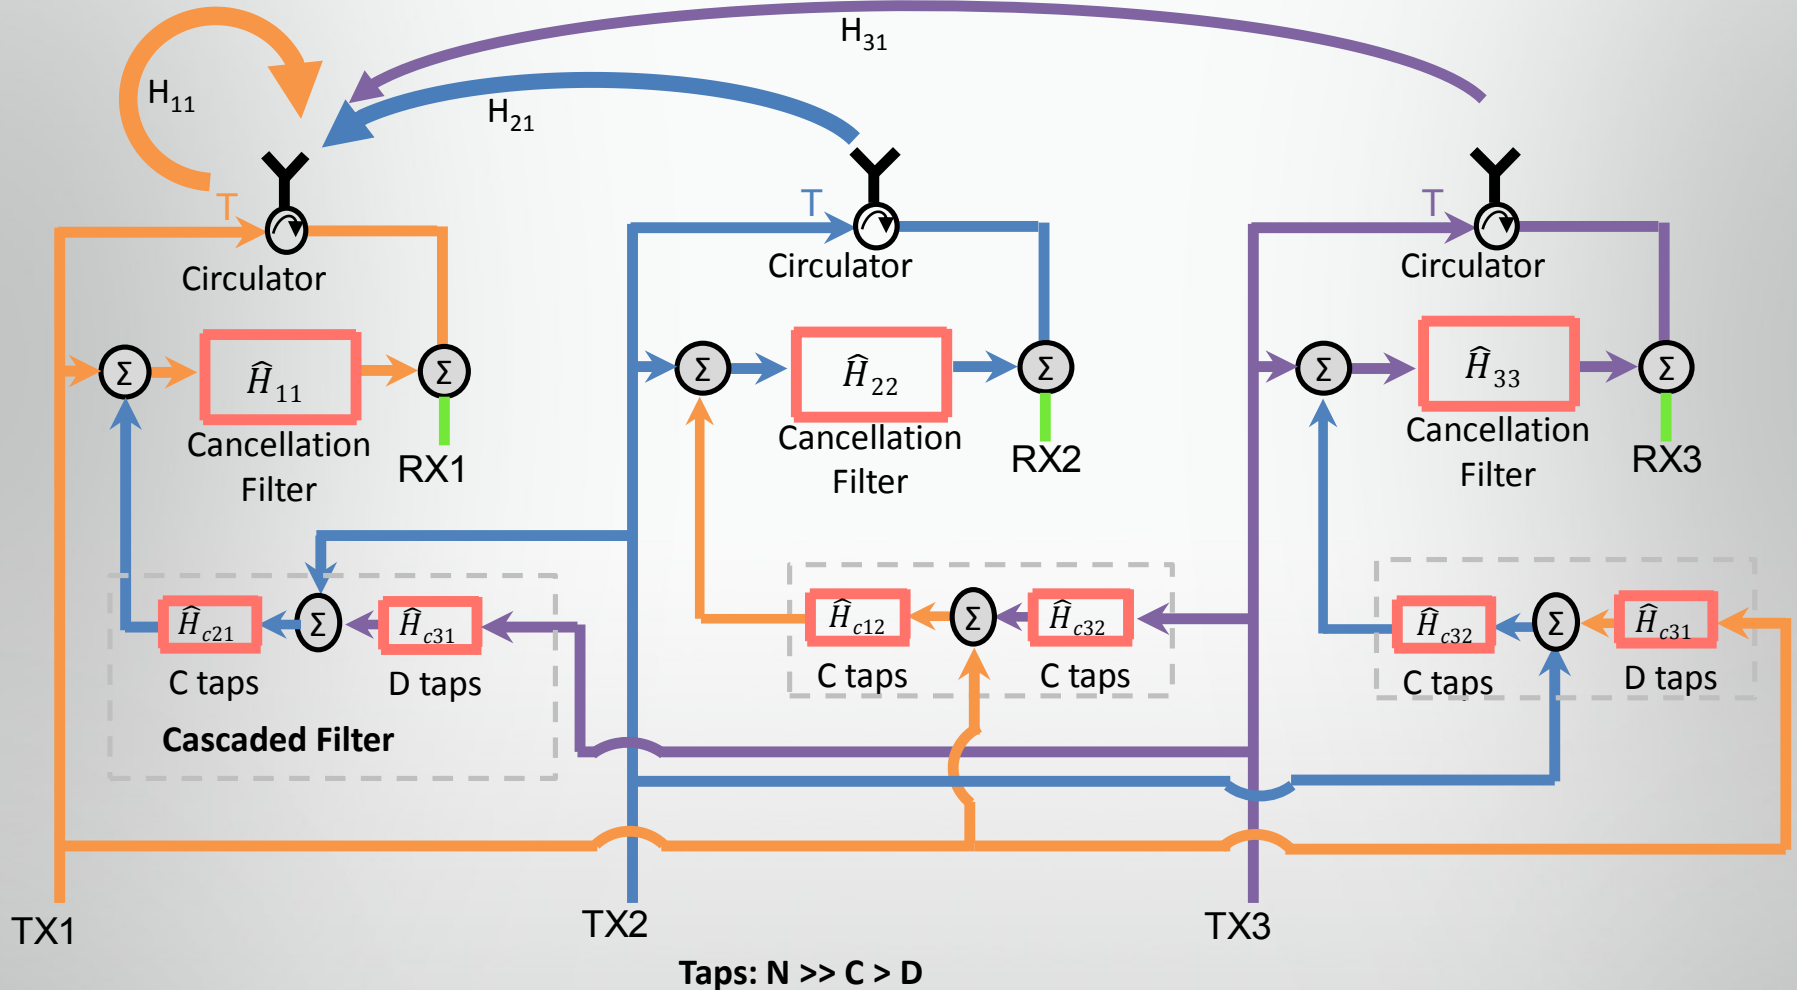 H31
H11
H21
T
T
T
Circulator
Circulator
Circulator
Σ
Ĥ11
Σ
Σ
Ĥ22
Σ
Σ
Ĥ33
Σ
Cancellation
Filter
RX1
Cancellation
Filter
RX2
Cancellation
Filter
RX3
Ĥc21
Σ
Ĥc31
C taps
D taps
Cascaded Filter
Ĥc12
Σ
Ĥc32
C taps
C taps
Ĥc32
Σ
Ĥc31
C taps
D taps
TX1
TX2
TX3
Taps: N >> C > D